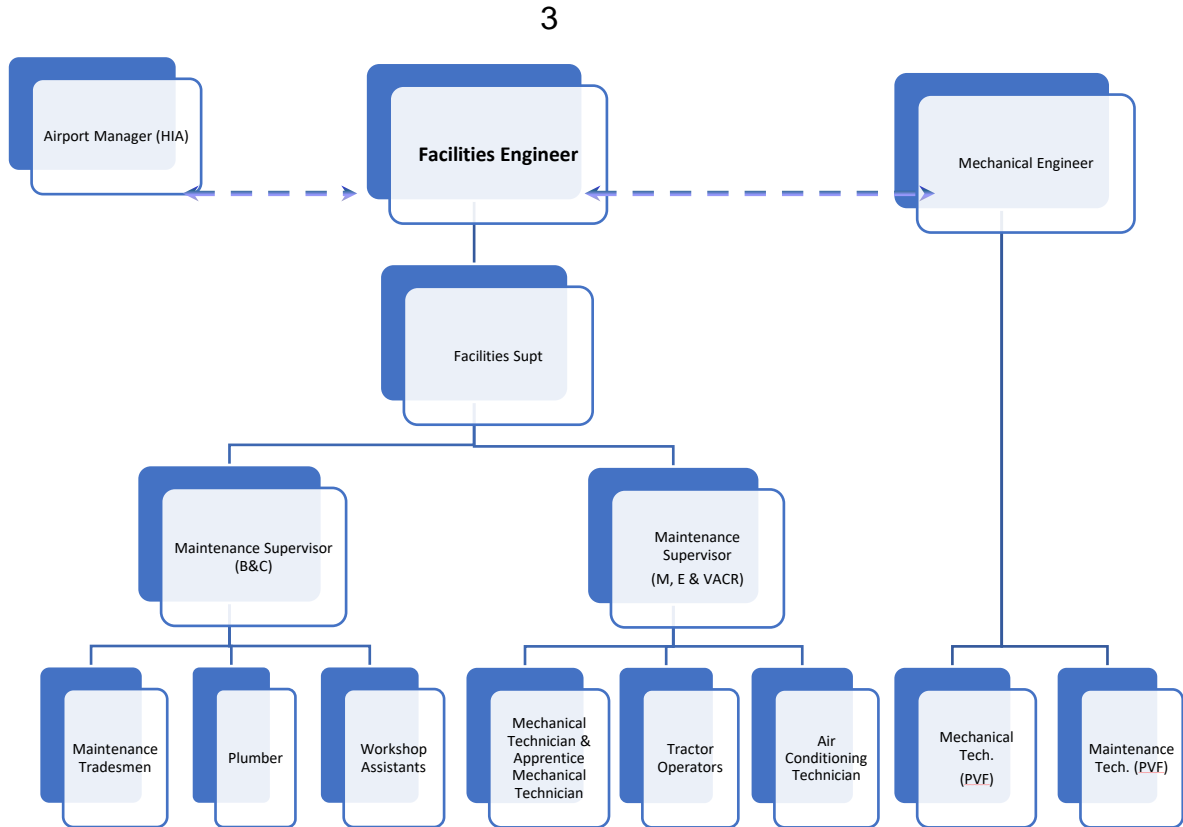 3
Airport Manager (HIA)
Facilities Engineer
Mechanical Engineer
Facilities Supt
Maintenance Supervisor
(B&C)
Maintenance
Supervisor
(M, E & VACR)
Maintenance
Tradesmen
Plumber
Workshop
Assistants
Mechanical
Technician &
Apprentice
Mechanical
Technician
Tractor
Operators
Air
Conditioning
Technician
Mechanical
Tech.
(PVF)
Maintenance
Tech. (PVF)